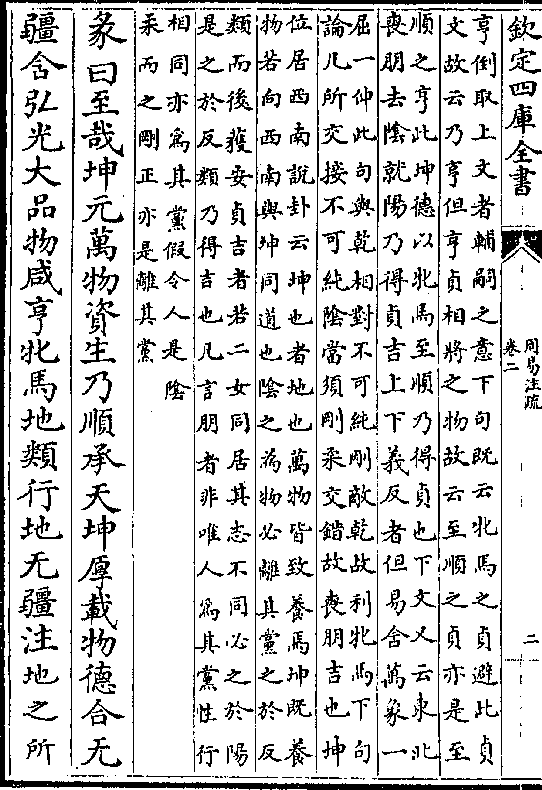 欽定四庫全書
周易注疏
卷二
二
亨倒取上文者輔嗣之意下句既云牝馬之貞避此貞
文故云乃亨但亨貞相將之物故云至順之貞亦是至
順之亨此坤德以牝馬至順乃得貞也下文又云東北
喪朋去陰就陽乃得貞吉上下義反者但易含萬象一
屈一伸此句與乾相對不可純剛敵乾故利牝馬下句
論凡所交接不可純陰當須剛柔交錯故喪朋吉也坤
位居西南說卦云坤也者地也萬物皆致養焉坤既養
物若向西南與坤同道也陰之為物必離其黨之於反
類而後獲安貞吉者若二女同居其志不同必之於陽
是之於反類乃得吉也凡言朋者非唯人為其黨性行
相同亦為其黨假令人是陰
柔而之剛正亦是離其黨
彖曰至哉坤元萬物資生乃順承天坤厚載物德合无
疆含弘光大品物咸亨牝馬地類行地无疆注地之所